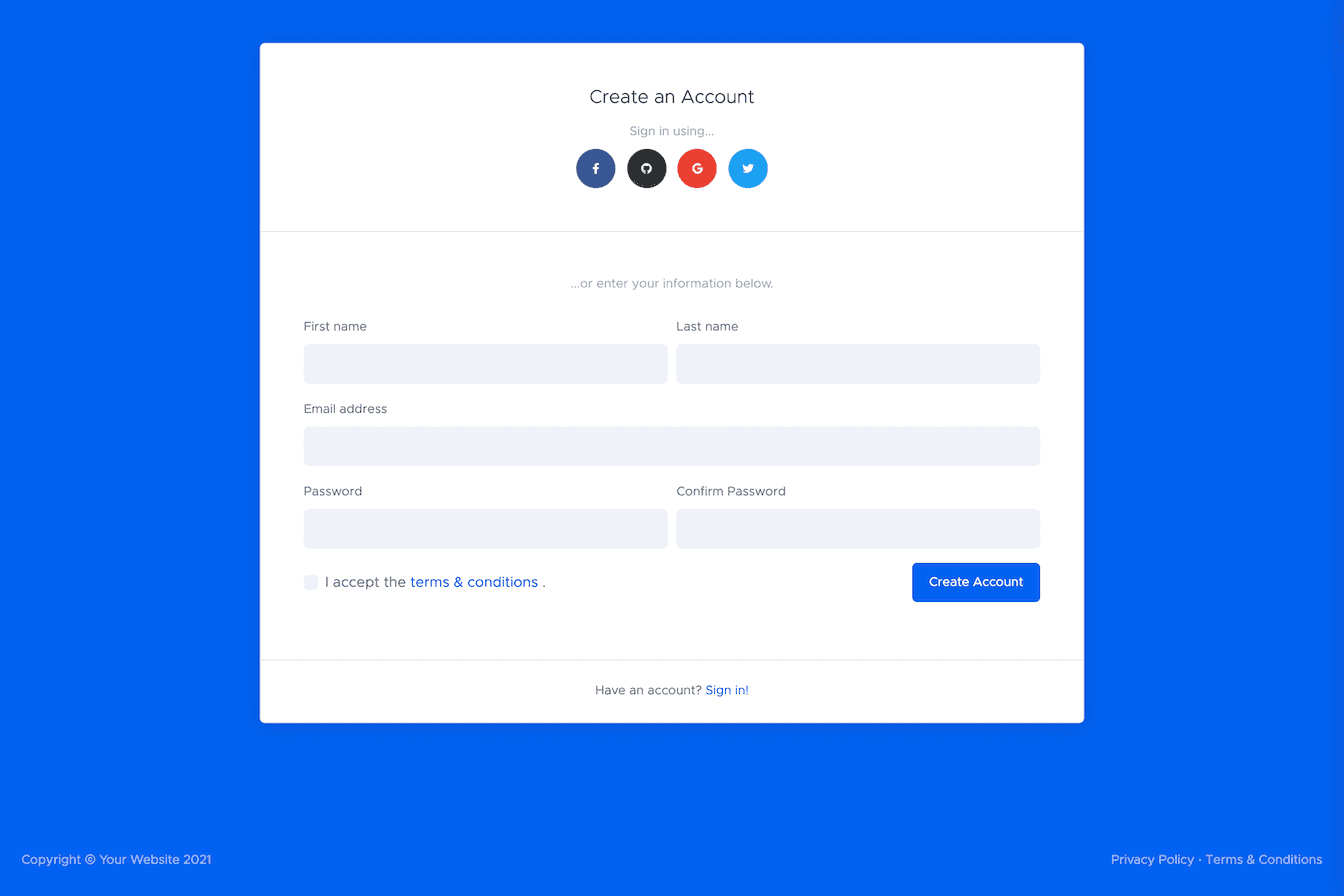 Create an Account
Sign in using...
...or enter your information below.
First name
Last name
Email address
Password
Confirm Password
I accept the terms & conditions .
Create Account
Have an account? Sign in!
Copyright © Your Website 2021
Privacy Policy · Terms & Conditions